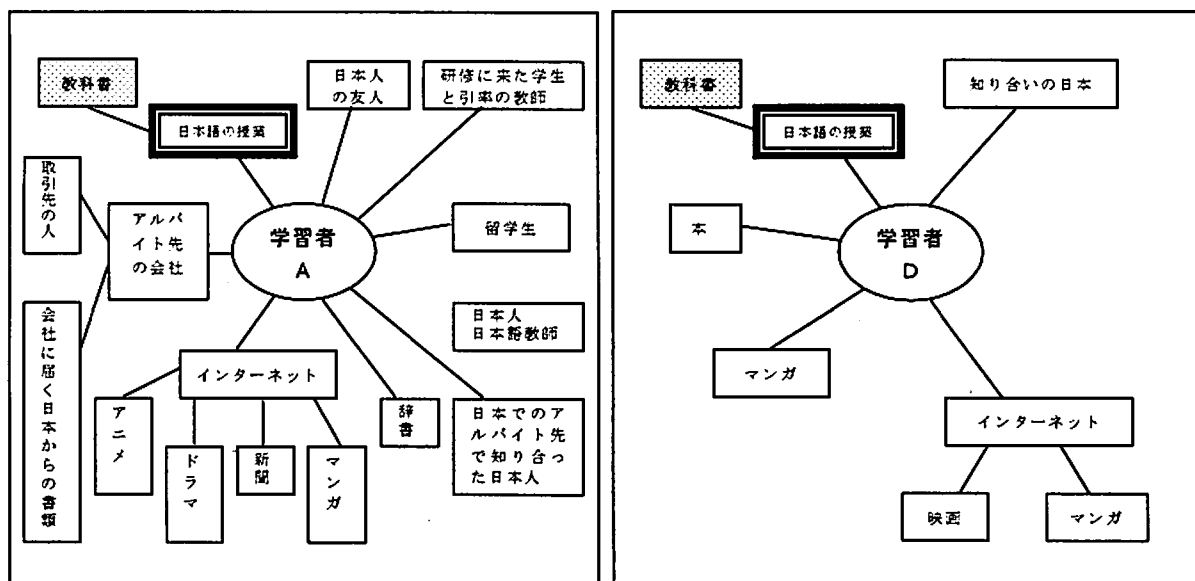 教科書
日本語の授業
日本人
の友人
研修に来た学生
と引率の教師
取引先の人
アルバ
イト先
の会社
学習者
A
留学生
会社に届く日本からの書類
日本人
日本語教師
インターネット
アニメ
ドラマ
新聞
マンガ
辞書
日本でのア
ルバイト先
で知り合っ
た日本人
教科書
日本語の授業
知り合いの日本
本
学習者
D
マンガ
インターネット
映画
マンガ